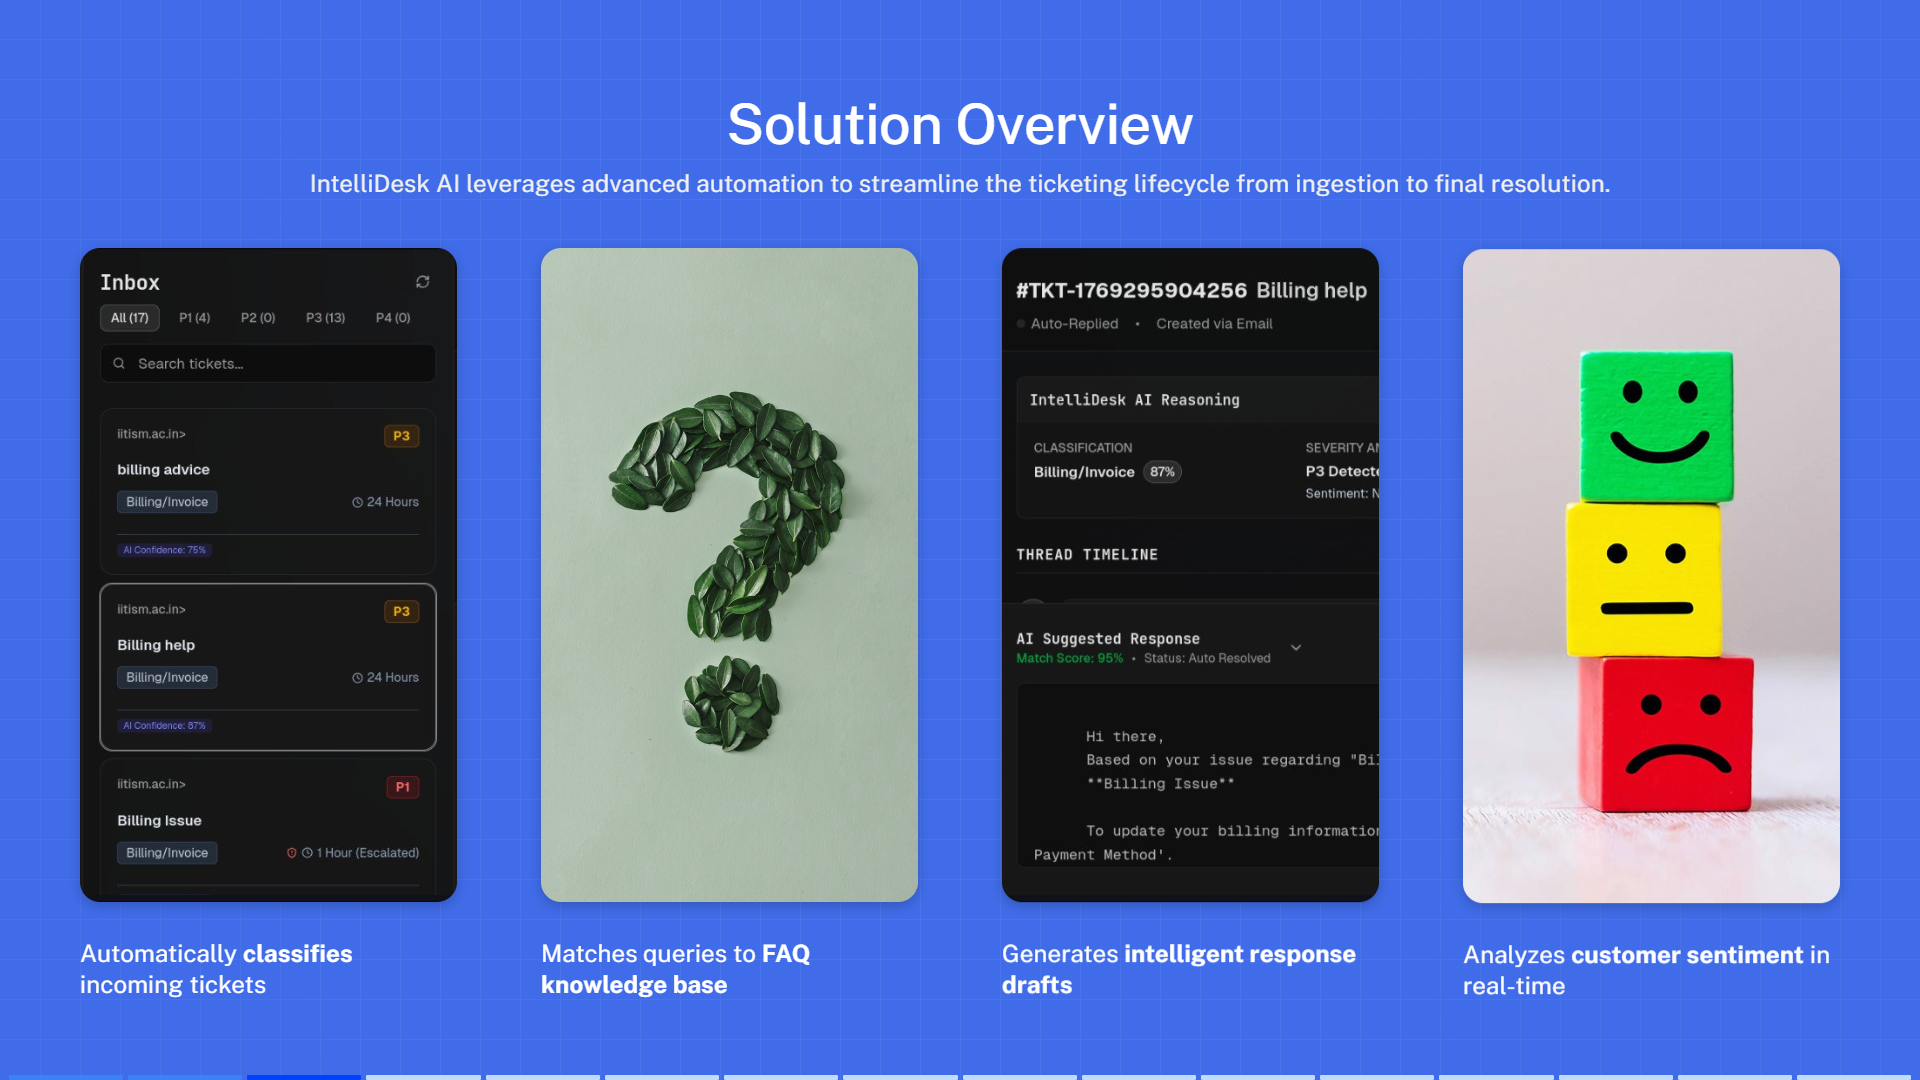 Solution Overview
IntelliDesk AI leverages advanced automation to streamline the ticketing lifecycle from ingestion to final resolution.
Inbox
All (17) P1 (4) P2 (0) P3 (13) P4 (0)
Search tickets...
iitism.ac.in> P3
billing advice
Billing/Invoice 24 Hours
AI Confidence: 75%
iitism.ac.in> P3
Billing help
Billing/Invoice 24 Hours
AI Confidence: 87%
iitism.ac.in> P1
Billing Issue
Billing/Invoice 1 Hour (Escalated)
Automatically classifies
incoming tickets
Matches queries to FAQ
knowledge base
#TKT-1769295904256 Billing help
Auto-Replied • Created via Email
IntelliDesk AI Reasoning
CLASSIFICATION SEVERITY
Billing/Invoice 87% P3
Sentiment:
THREAD TIMELINE
AI Suggested Response
Match Score: 95% • Status: Auto Resolved
Hi there,
Based on your issue regarding
**Billing Issue**
To update your billing information
Payment Method'.
Generates intelligent response
drafts
Analyzes customer sentiment in
real-time